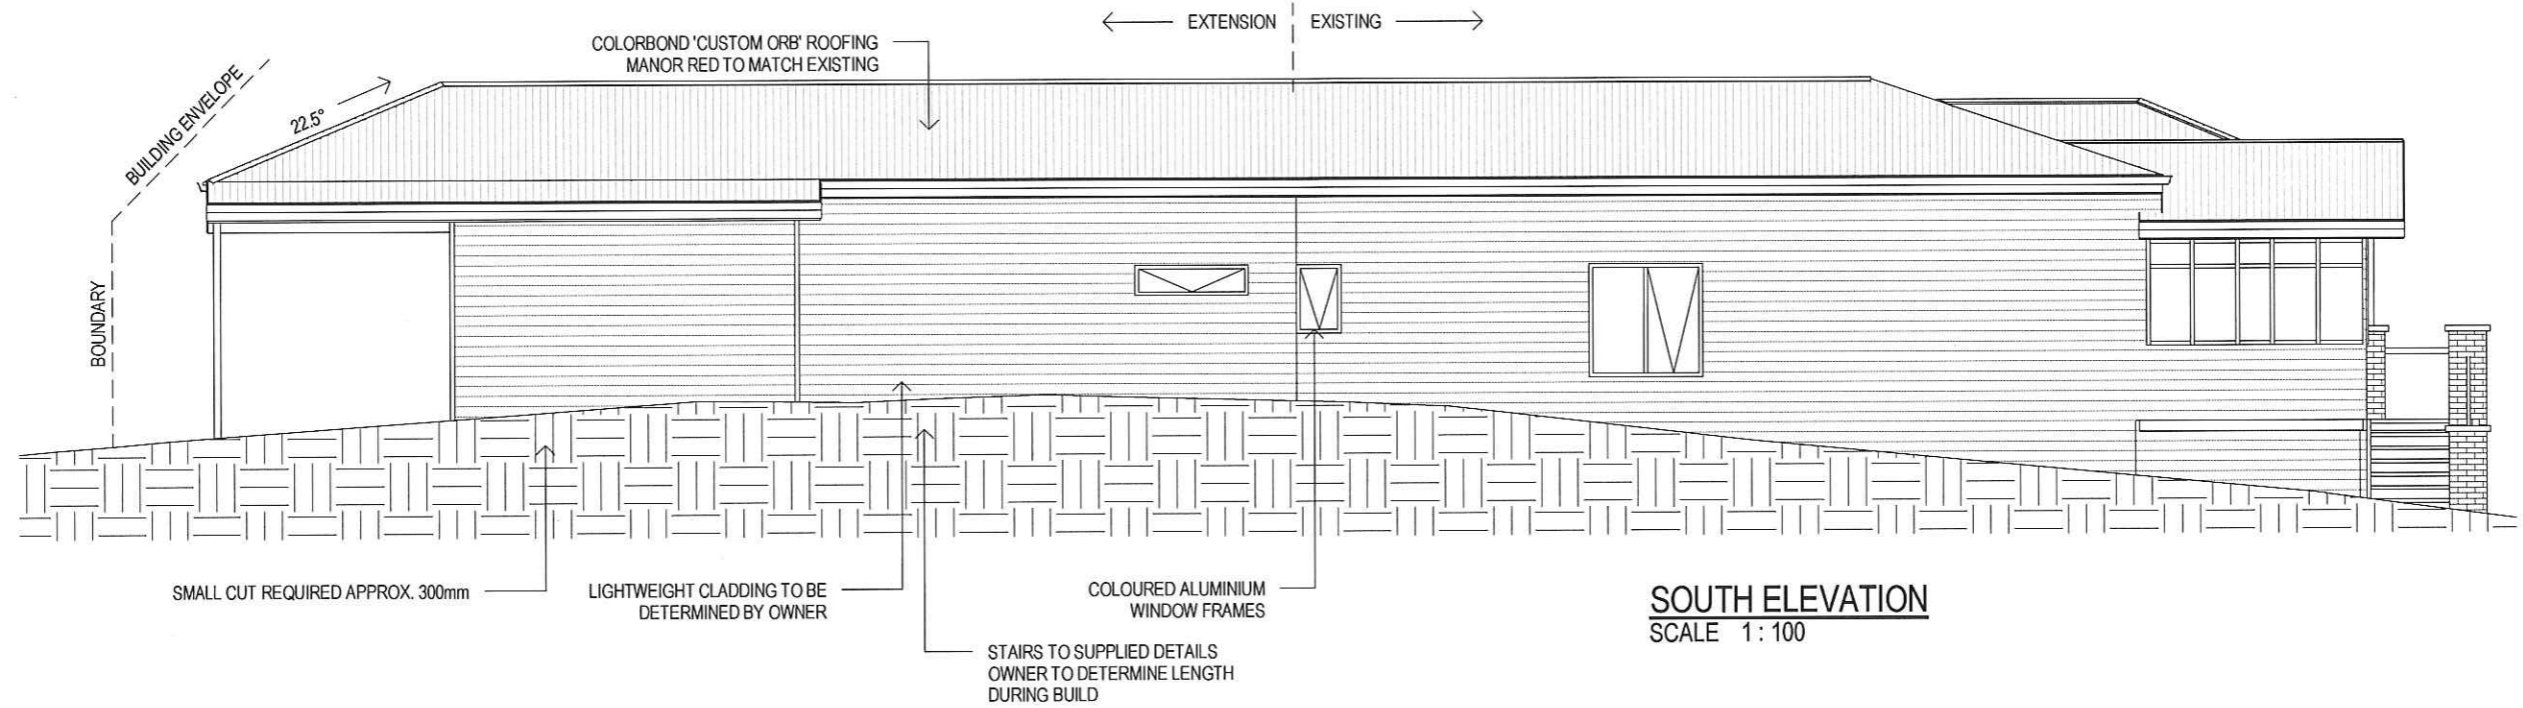 EXTENSION EXISTING
COLORBOND 'CUSTOM ORB' ROOFING
MANOR RED TO MATCH EXISTING
BUILDING ENVELOPE
22.5°
BOUNDARY
SMALL CUT REQUIRED APPROX. 300mm
LIGHTWEIGHT CLADDING TO BE
DETERMINED BY OWNER
COLOURED ALUMINIUM
WINDOW FRAMES
STAIRS TO SUPPLIED DETAILS
OWNER TO DETERMINE LENGTH
DURING BUILD
SOUTH ELEVATION
SCALE 1 : 100